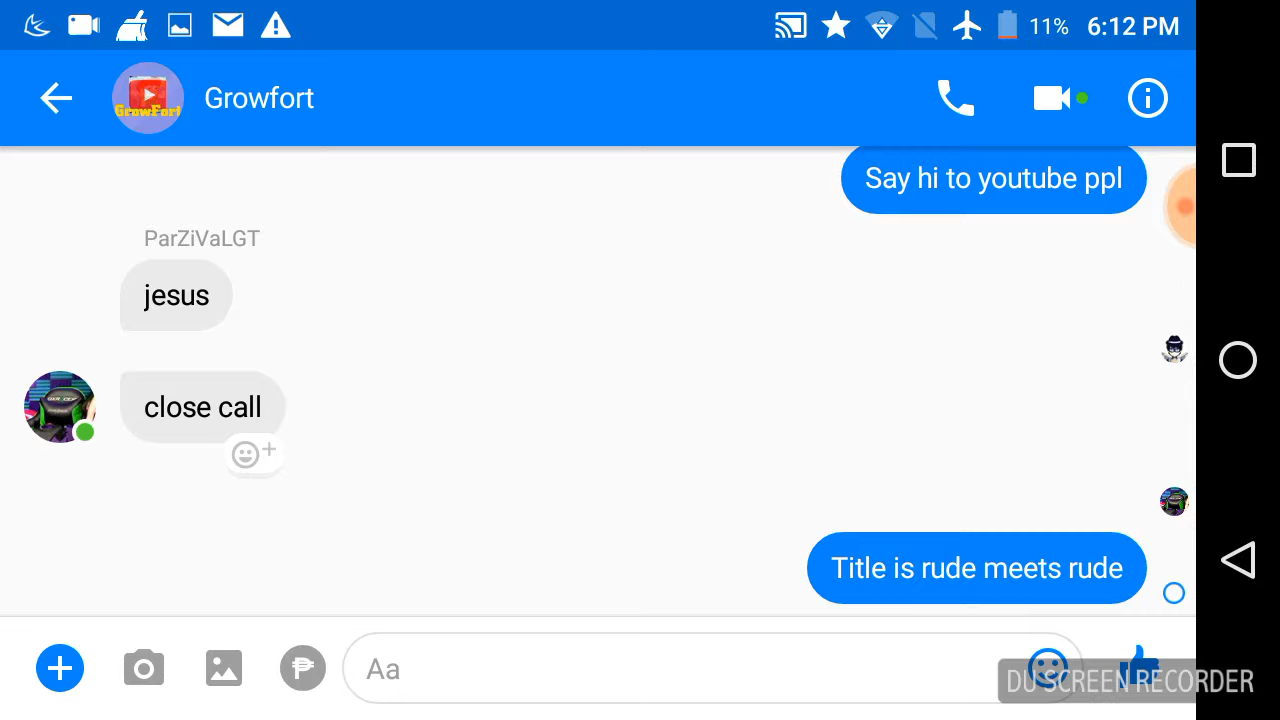 11% 6:12 PM
GrowFort
Growfort
Say hi to youtube ppl
ParZiVaLGT
jesus
close call
Title is rude meets rude
Aa
DU SCREEN RECORDER